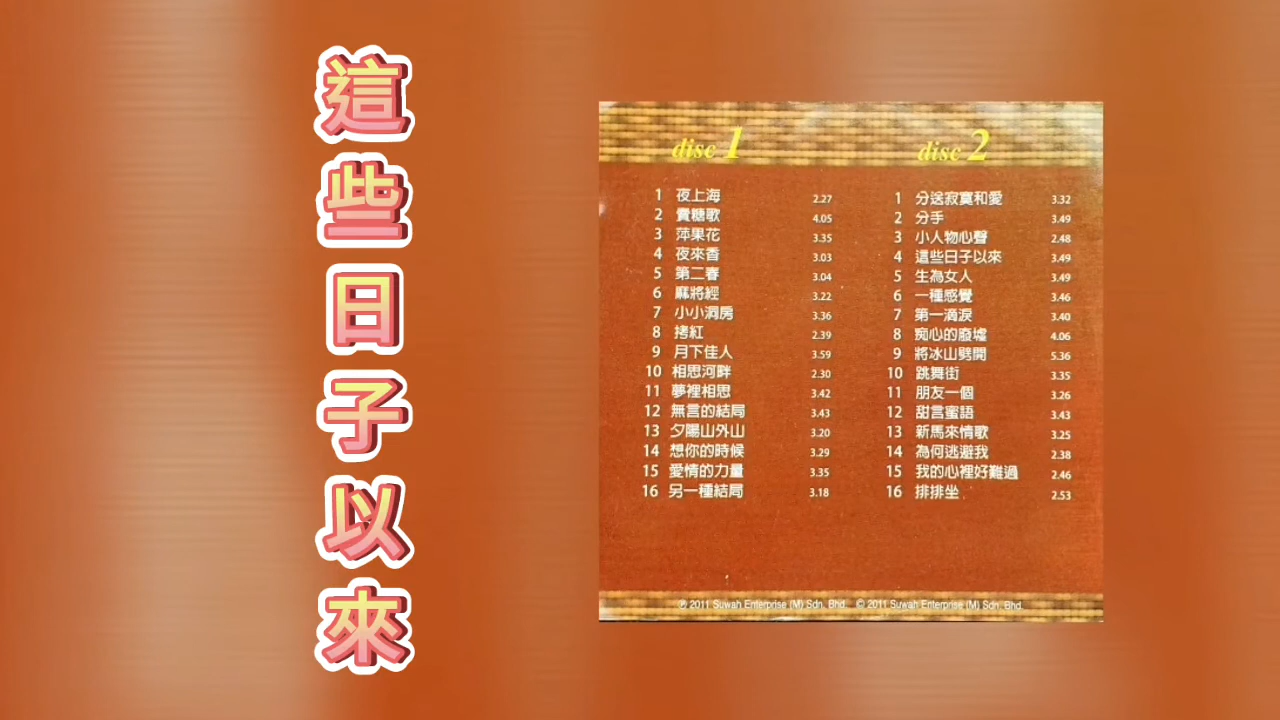 這些日子以來
disc 1
1 夜上海 2.27
2 賣糖歌 4.05
3 萍果花 3.35
4 夜來香 3.03
5 第二春 3.04
6 麻將經 3.22
7 小小洞房 3.36
8 拷紅 2.39
9 月下佳人 3.59
10 相思河畔 2.30
11 夢裡相思 3.42
12 無言的結局 3.43
13 夕陽山外山 3.20
14 想你的時候 3.29
15 愛情的力量 3.35
16 另一種結局 3.18
disc 2
1 分送寂寞和愛 3.32
2 分手 3.49
3 小人物心聲 2.48
4 這些日子以來 3.49
5 生為女人 3.49
6 一種感覺 3.46
7 第一滴淚 3.40
8 痴心的廢墟 4.06
9 將冰山劈開 5.36
10 跳舞街 3.35
11 朋友一個 3.26
12 甜言蜜語 3.43
13 新馬來情歌 3.25
14 為何逃避我 2.38
15 我的心裡好難過 2.46
16 排排坐 2.53
℗ 2011 Suwah Enterprise (M) Sdn. Bhd. © 2011 Suwah Enterprise (M) Sdn. Bhd.